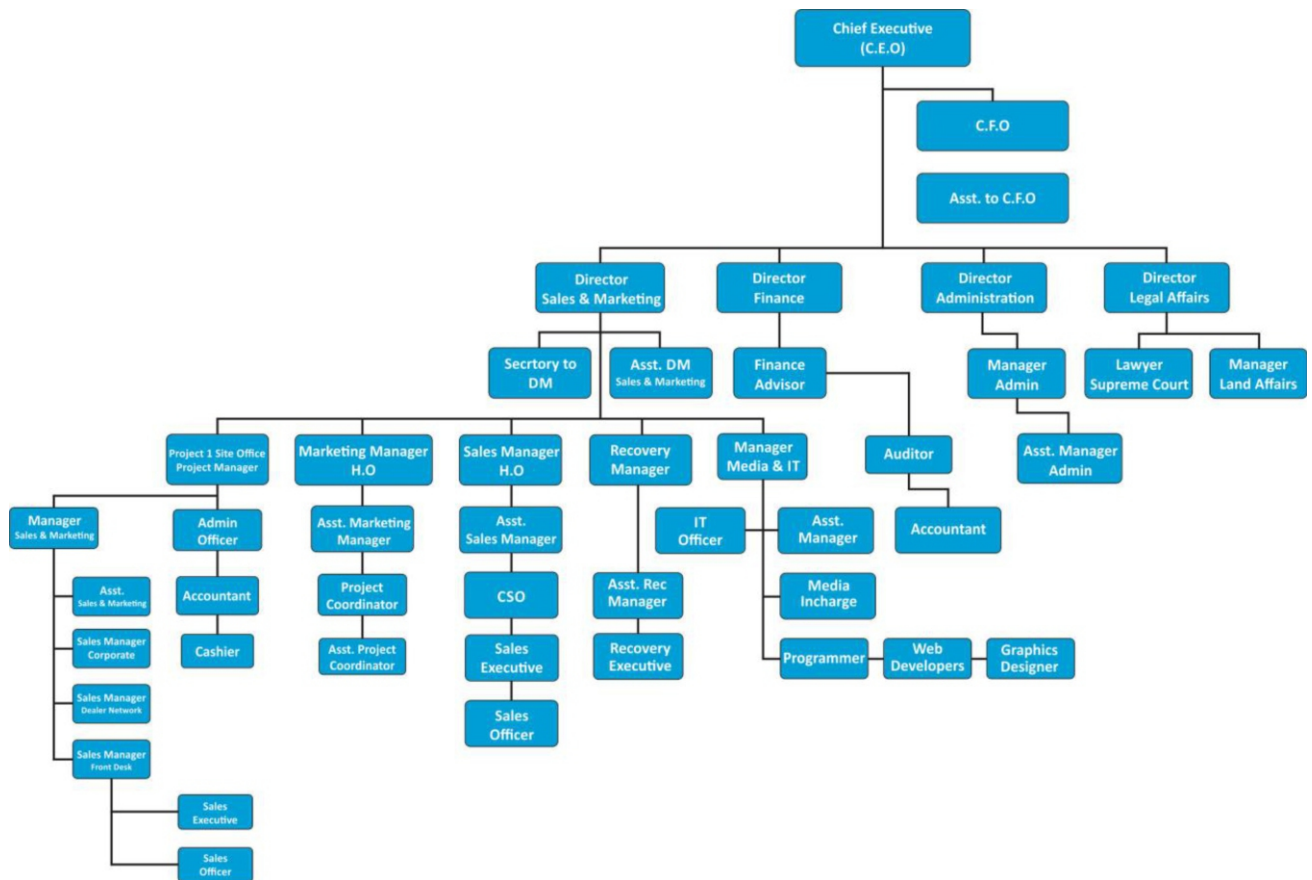 Chief Executive
(C.E.O)
C.F.O
Asst. to C.F.O
Director
Sales & Marketing
Director
Finance
Director
Administration
Director
Legal Affairs
Secrtory to
DM
Asst. DM
Sales & Marketing
Finance
Advisor
Manager
Admin
Lawyer
Supreme Court
Manager
Land Affairs
Project 1 Site Office
Project Manager
Marketing Manager
H.O
Sales Manager
H.O
Recovery
Manager
Manager
Media & IT
Auditor
Asst. Manager
Admin
Manager
Sales & Marketing
Admin
Officer
Asst. Marketing
Manager
Asst.
Sales Manager
IT
Officer
Asst.
Manager
Accountant
Asst.
Sales & Marketing
Accountant
Project
Coordinator
CSO
Asst. Rec
Manager
Media
Incharge
Sales Manager
Corporate
Cashier
Asst. Project
Coordinator
Sales
Executive
Recovery
Executive
Programmer
Web
Developers
Graphics
Designer
Sales Manager
Dealer Network
Sales
Officer
Sales Manager
Front Desk
Sales
Executive
Sales
Officer